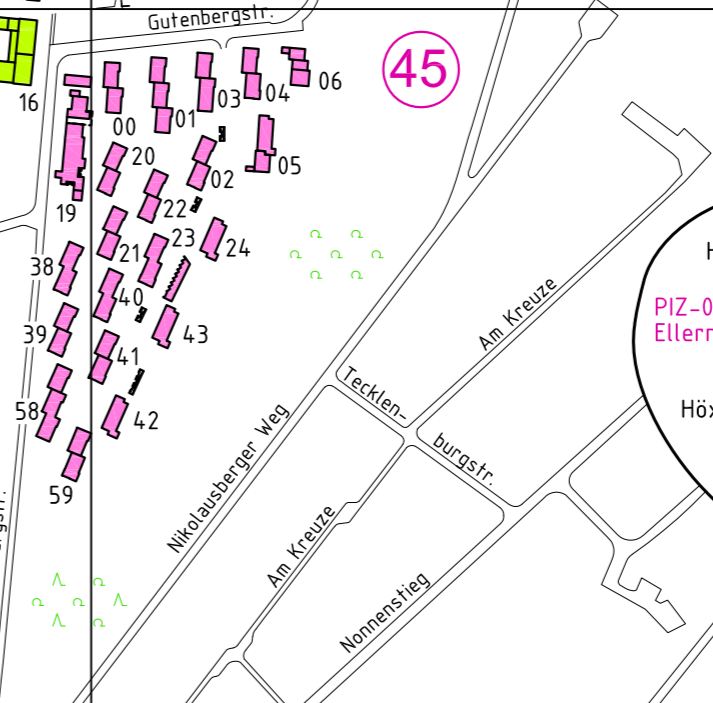 Gutenbergstr.
45
16
00
01
03
04
06
20
02
05
19
22
21
23
24
38
40
39
41
43
58
42
59
Am Kreuze
PIZ-0
Ellerr
Höx
Tecklen-
burgstr.
Nikolausberger Weg
Am Kreuze
Nonnenstieg